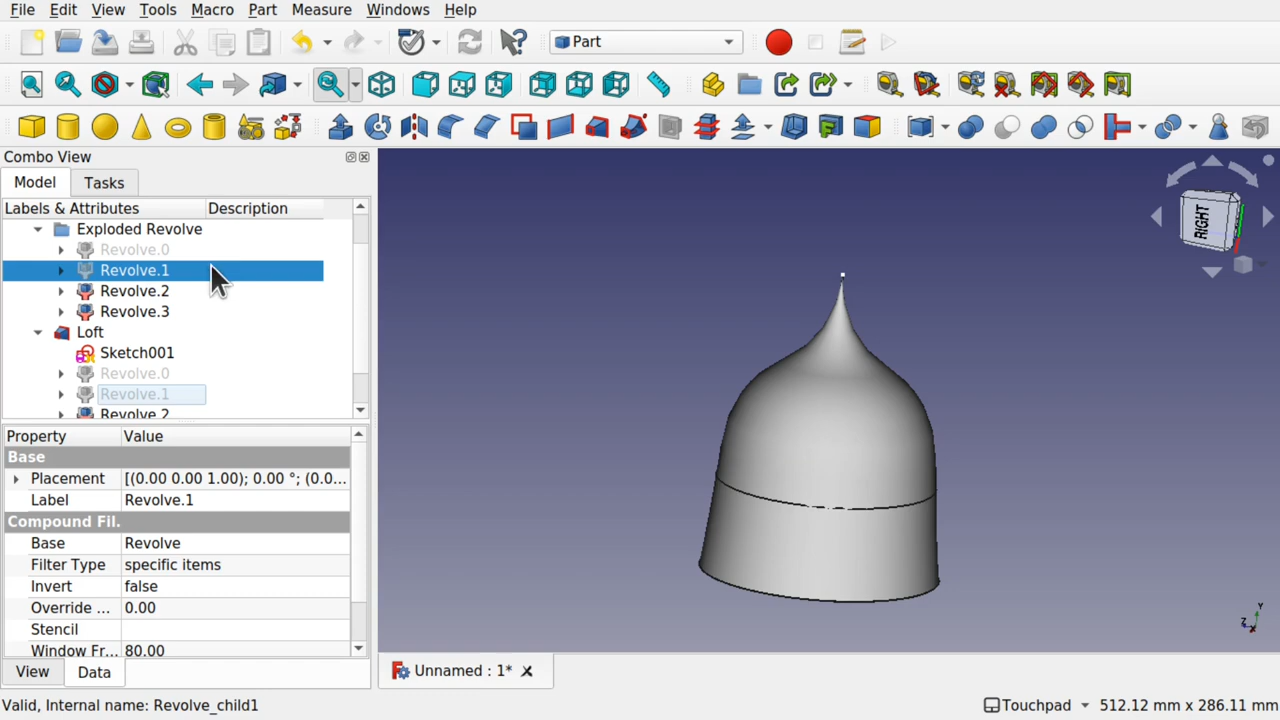 File Edit View Tools Macro Part Measure Windows Help
Part
Combo View
Model Tasks
Labels & Attributes Description
Exploded Revolve
Revolve.0
Revolve.1
Revolve.2
Revolve.3
Loft
Sketch001
Revolve.0
Revolve.1
Revolve.2
Property Value
Base
Placement [(0.00 0.00 1.00); 0.00 °; (0.0...
Label Revolve.1
Compound Fil.
Base Revolve
Filter Type specific items
Invert false
Override ... 0.00
Stencil
Window Fr... 80.00
View Data
RIGHT
Y
Z X
Unnamed : 1*
Valid, Internal name: Revolve_child1
Touchpad 512.12 mm x 286.11 mm